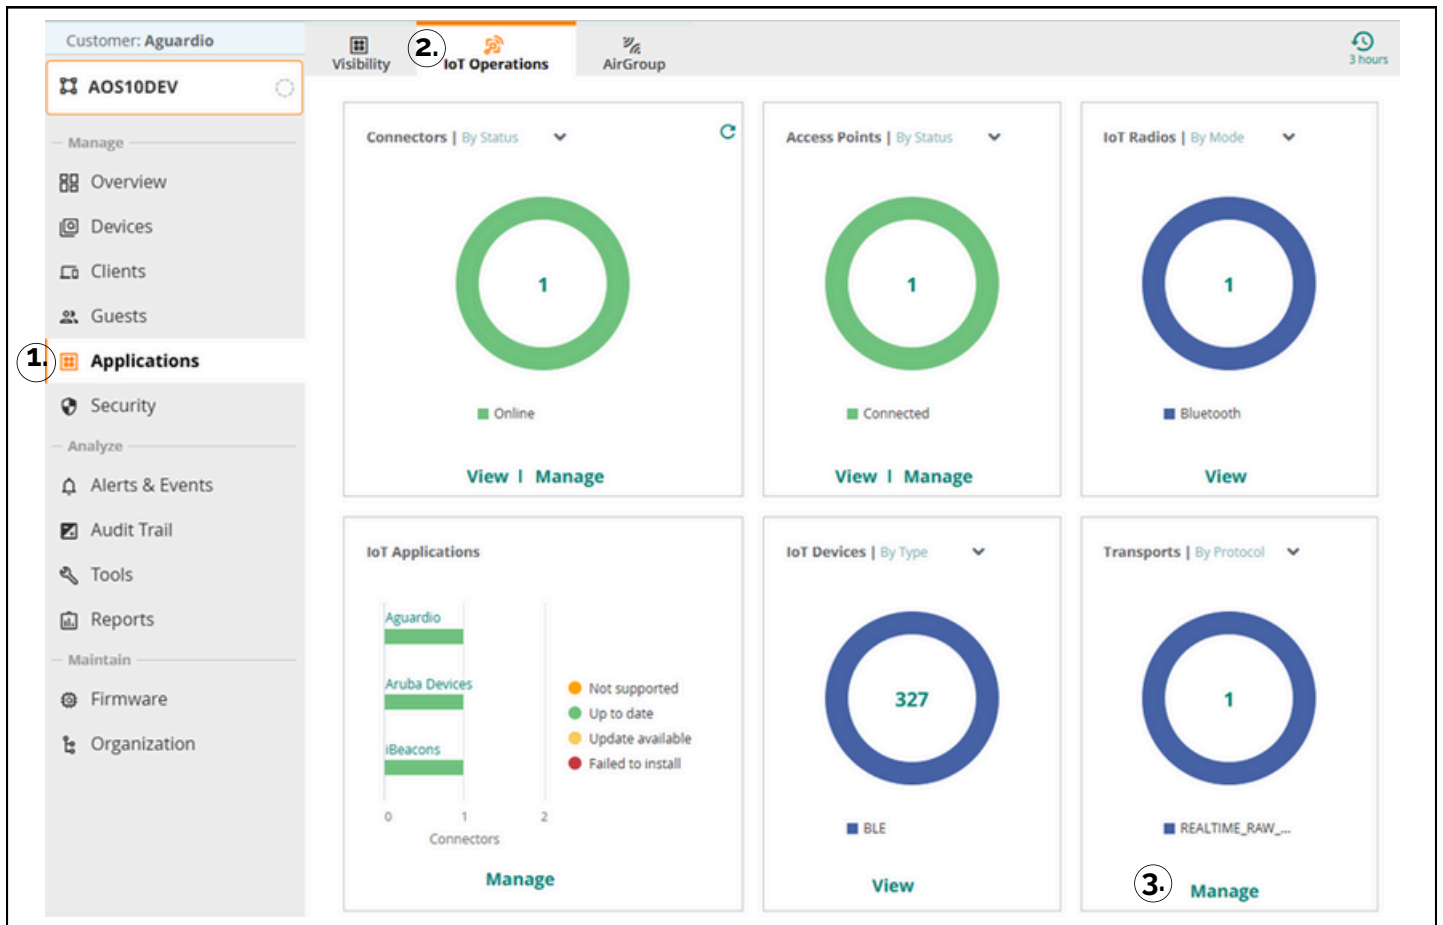 Customer: Aguardio
AOS10DEV
Manage
Overview
Devices
Clients
Guests
1.
Applications
Security
Analyze
Alerts & Events
Audit Trail
Tools
Reports
Maintain
Firmware
Organization
Visibility
2.
IoT Operations
AirGroup
3 hours
Connectors | By Status
1
Online
View | Manage
Access Points | By Status
1
Connected
View | Manage
IoT Radios | By Mode
1
Bluetooth
View
IoT Applications
Aguardio
Aruba Devices
iBeacons
0 1 2
Connectors
Not supported
Up to date
Update available
Failed to install
Manage
IoT Devices | By Type
327
BLE
View
Transports | By Protocol
1
REALTIME_RAW_...
3.
Manage